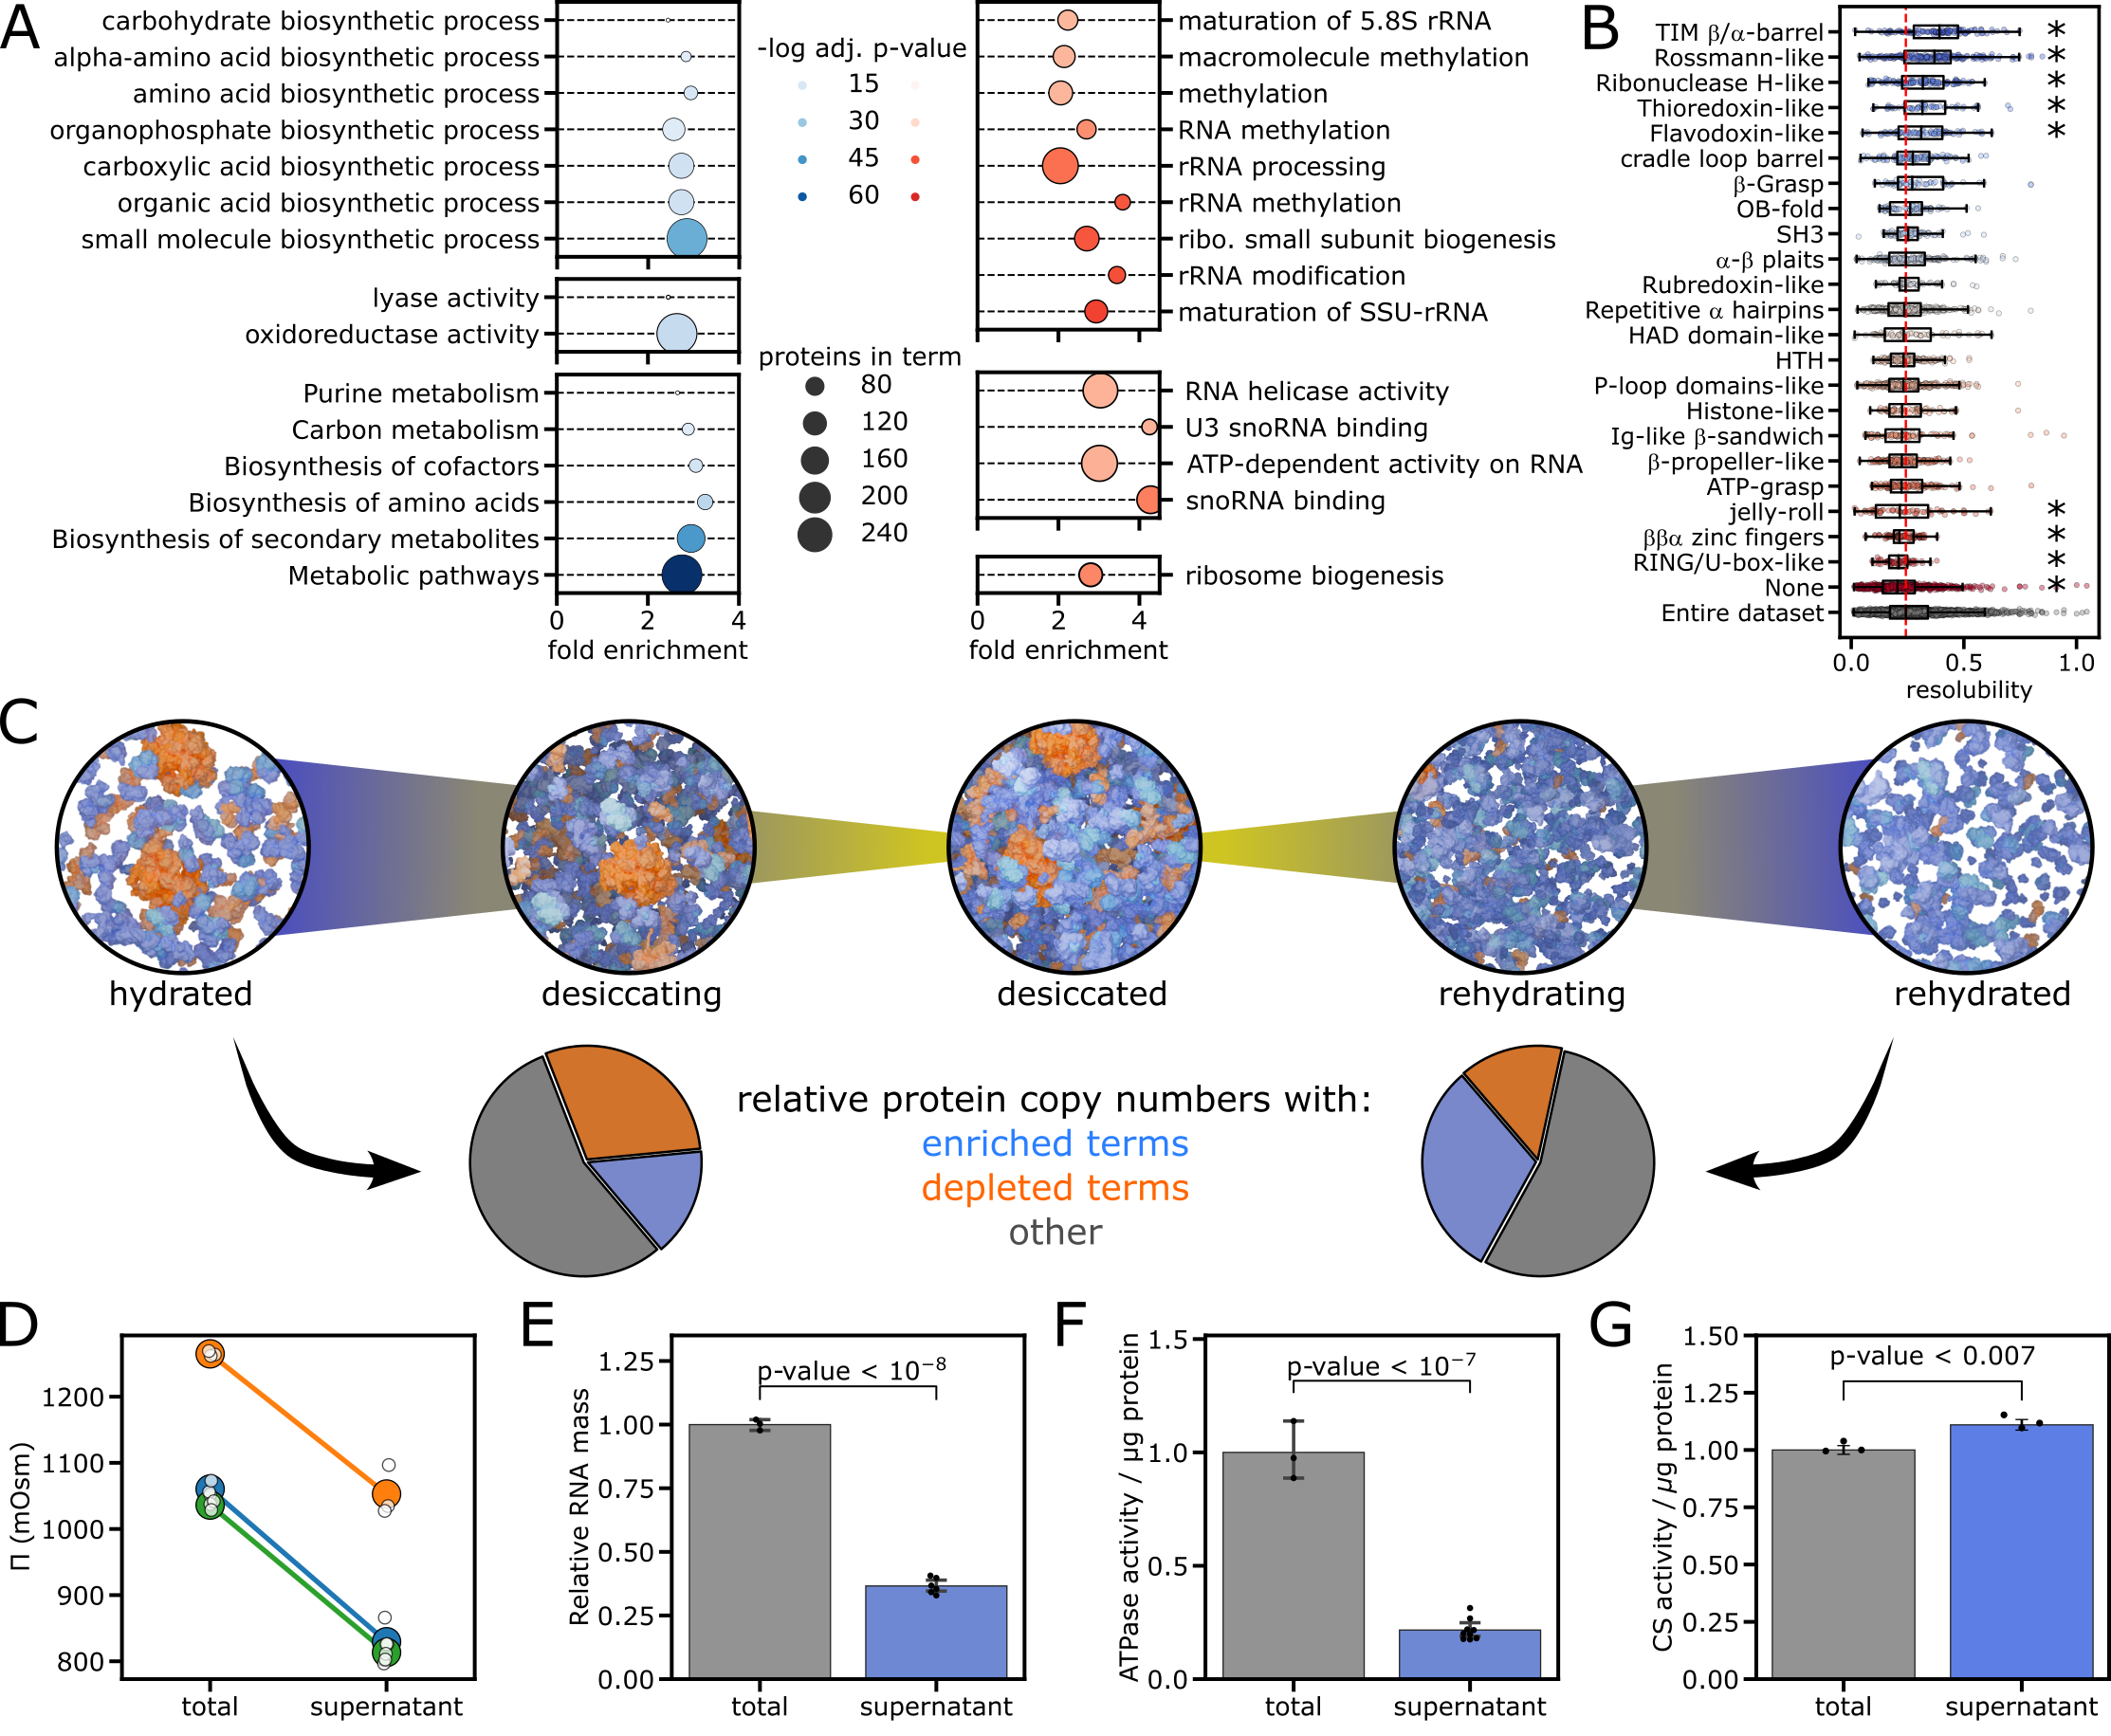 A
carbohydrate biosynthetic process
alpha-amino acid biosynthetic process
amino acid biosynthetic process
organophosphate biosynthetic process
carboxylic acid biosynthetic process
organic acid biosynthetic process
small molecule biosynthetic process
lyase activity
oxidoreductase activity
Purine metabolism
Carbon metabolism
Biosynthesis of cofactors
Biosynthesis of amino acids
Biosynthesis of secondary metabolites
Metabolic pathways
0 2 4
fold enrichment
-log adj. p-value
15
30
45
60
proteins in term
80
120
160
200
240
maturation of 5.8S rRNA
macromolecule methylation
methylation
RNA methylation
rRNA processing
rRNA methylation
ribo. small subunit biogenesis
rRNA modification
maturation of SSU-rRNA
RNA helicase activity
U3 snoRNA binding
ATP-dependent activity on RNA
snoRNA binding
ribosome biogenesis
0 2 4
fold enrichment
B
TIM β/α-barrel *
Rossmann-like *
Ribonuclease H-like *
Thioredoxin-like *
Flavodoxin-like *
cradle loop barrel
β-Grasp
OB-fold
SH3
α-β plaits
Rubredoxin-like
Repetitive α hairpins
HAD domain-like
HTH
P-loop domains-like
Histone-like
Ig-like β-sandwich
β-propeller-like
ATP-grasp
jelly-roll *
ββα zinc fingers *
RING/U-box-like *
None *
Entire dataset
0.0 0.5 1.0
resolubility
C
hydrated desiccating desiccated rehydrating rehydrated
relative protein copy numbers with:
enriched terms
depleted terms
other
D
Π (mOsm)
1200
1100
1000
900
800
total supernatant
E
Relative RNA mass
1.25
1.00
0.75
0.50
0.25
0.00
p-value < 10⁻⁸
total supernatant
F
ATPase activity / μg protein
1.5
1.0
0.5
0.0
p-value < 10⁻⁷
total supernatant
G
CS activity / μg protein
1.50
1.25
1.00
0.75
0.50
0.25
0.00
p-value < 0.007
total supernatant